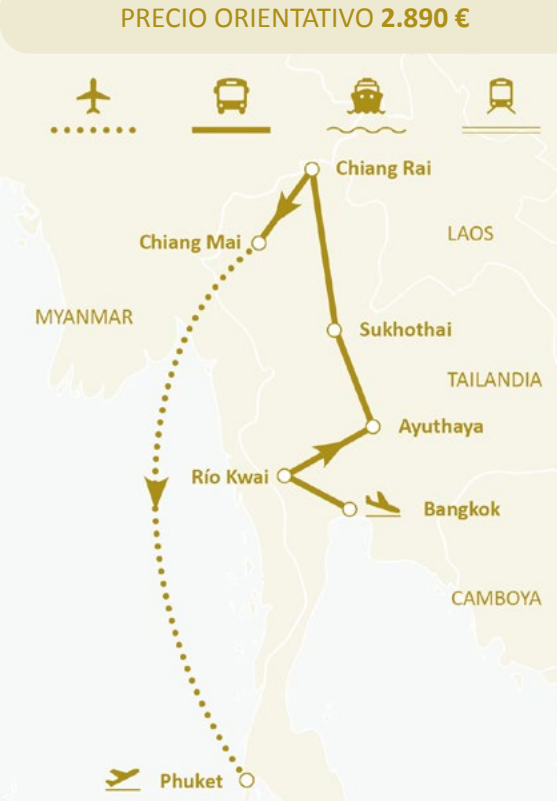 PRECIO ORIENTATIVO 2.890 €
Chiang Rai
LAOS
Chiang Mai
MYANMAR
Sukhothai
TAILANDIA
Ayuthaya
Río Kwai
Bangkok
CAMBOYA
Phuket